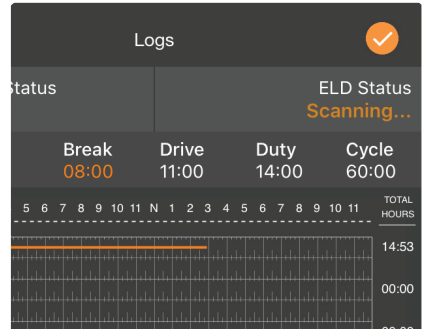 Logs
Status
ELD Status
Scanning...
Break Drive Duty Cycle
08:00 11:00 14:00 60:00
TOTAL
5 6 7 8 9 10 11 N 1 2 3 4 5 6 7 8 9 10 11 HOURS
14:53
00:00